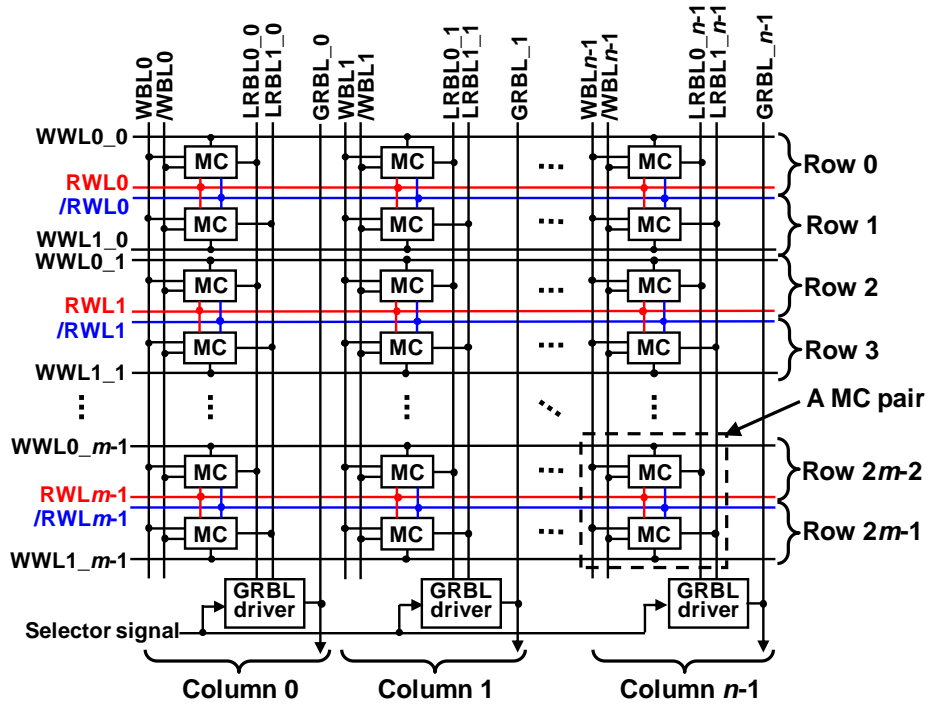 WBL0
/WBL0
LRBL0_0
LRBL1_0
GRBL_0
WBL1
/WBL1
LRBL0_1
LRBL1_1
GRBL_1
WBLn-1
/WBLn-1
LRBL0_n-1
LRBL1_n-1
GRBL_n-1
WWL0_0
MC
MC
...
MC
Row 0
RWL0
/RWL0
MC
MC
...
MC
Row 1
WWL1_0
WWL0_1
MC
MC
...
MC
Row 2
RWL1
/RWL1
MC
MC
...
MC
Row 3
WWL1_1
...
...
...
...
...
A MC pair
WWL0_m-1
MC
MC
...
MC
Row 2m-2
RWLm-1
/RWLm-1
MC
MC
...
MC
Row 2m-1
WWL1_m-1
GRBL
driver
GRBL
driver
GRBL
driver
Selector signal
Column 0
Column 1
Column n-1